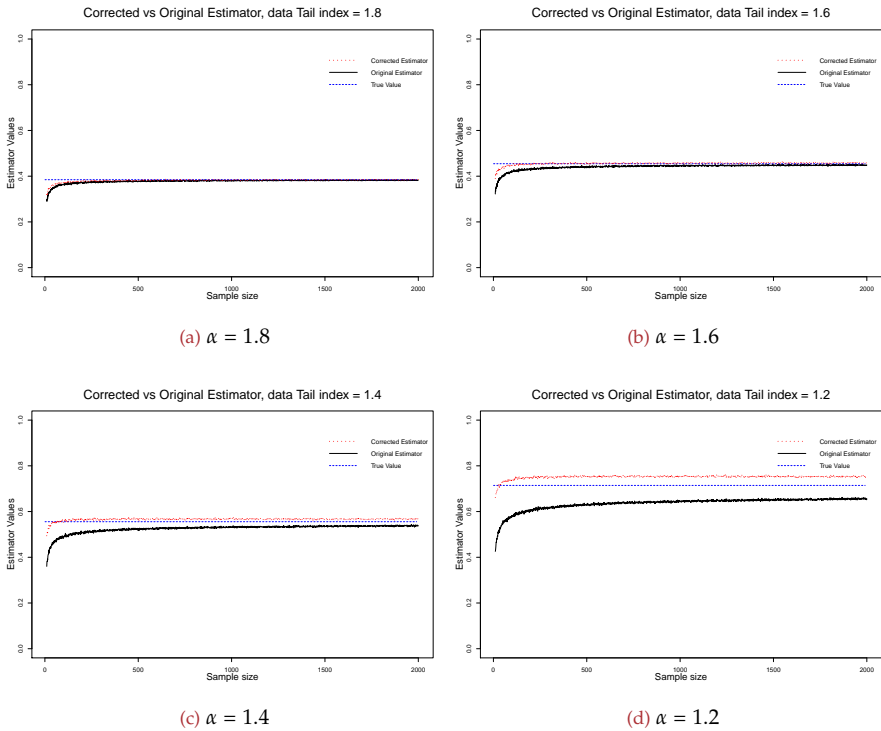 Corrected vs Original Estimator, data Tail index = 1.8
Estimator Values
0.0 0.2 0.4 0.6 0.8 1.0
Corrected Estimator
Original Estimator
True Value
0 500 1000 1500 2000
Sample size
(a) α = 1.8
Corrected vs Original Estimator, data Tail index = 1.6
Estimator Values
0.0 0.2 0.4 0.6 0.8 1.0
Corrected Estimator
Original Estimator
True Value
0 500 1000 1500 2000
Sample size
(b) α = 1.6
Corrected vs Original Estimator, data Tail index = 1.4
Estimator Values
0.0 0.2 0.4 0.6 0.8 1.0
Corrected Estimator
Original Estimator
True Value
0 500 1000 1500 2000
Sample size
(c) α = 1.4
Corrected vs Original Estimator, data Tail index = 1.2
Estimator Values
0.0 0.2 0.4 0.6 0.8 1.0
Corrected Estimator
Original Estimator
True Value
0 500 1000 1500 2000
Sample size
(d) α = 1.2